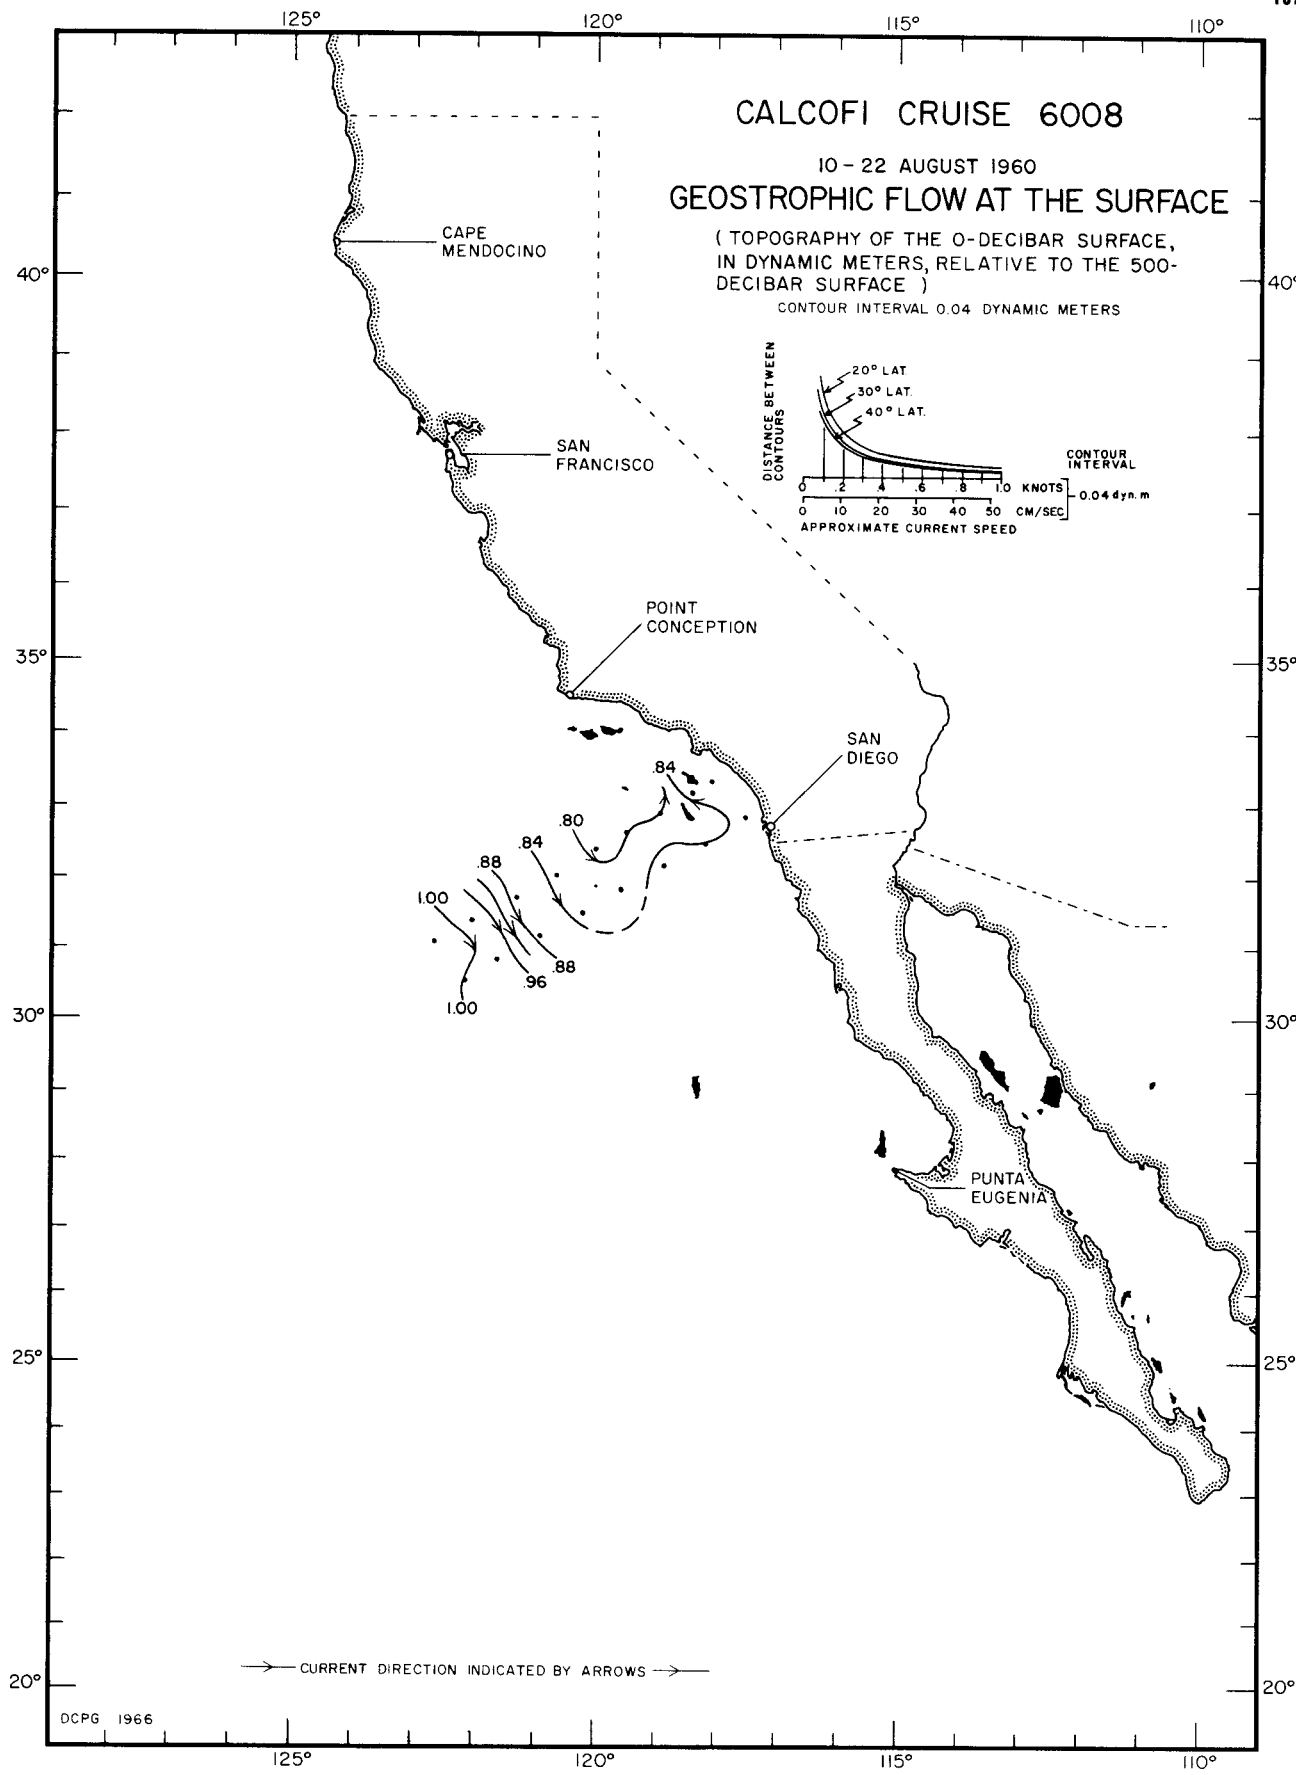 125°
120°
115°
110°
CALCOFI CRUISE 6008
10-22 AUGUST 1960
GEOSTROPHIC FLOW AT THE SURFACE
( TOPOGRAPHY OF THE 0-DECIBAR SURFACE,
IN DYNAMIC METERS, RELATIVE TO THE 500-
DECIBAR SURFACE )
CONTOUR INTERVAL 0.04 DYNAMIC METERS
CAPE
MENDOCINO
40°
40°
DISTANCE BETWEEN
CONTOURS
20° LAT.
30° LAT.
40° LAT.
CONTOUR
INTERVAL
0 .2 .4 .6 .8 1.0 KNOTS
0.04 dyn. m
0 10 20 30 40 50 CM/SEC
APPROXIMATE CURRENT SPEED
SAN
FRANCISCO
POINT
CONCEPTION
35°
35°
SAN
DIEGO
.84
.80
.84
.88
1.00
.88
.96
1.00
30°
30°
PUNTA
EUGENIA
25°
25°
CURRENT DIRECTION INDICATED BY ARROWS
20°
20°
DCPG 1966
125°
120°
115°
110°